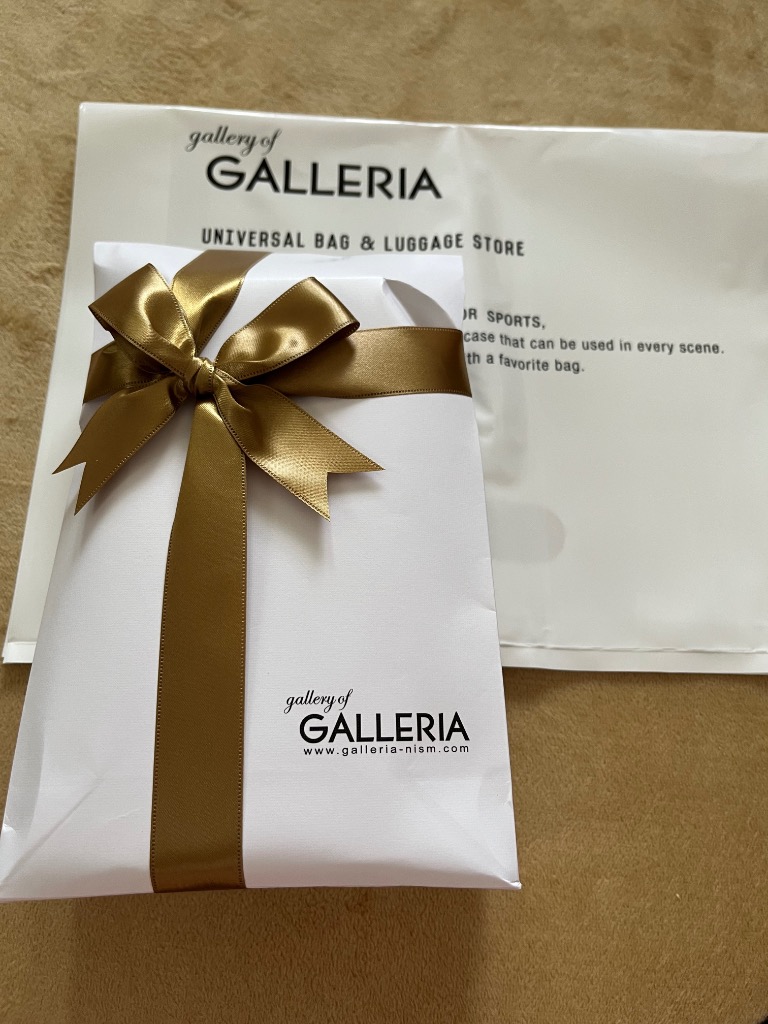 gallery of
GALLERIA
UNIVERSAL BAG & LUGGAGE STORE
OR SPORTS,
case that can be used in every scene.
a favorite bag.
gallery of
GALLERIA
www.galleria-nism.com